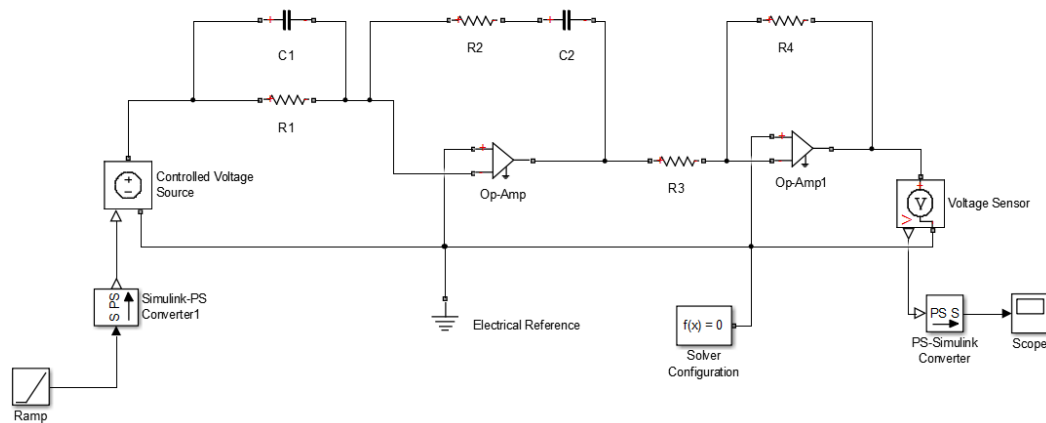 C1
R2
C2
R4
R1
Op-Amp
R3
Op-Amp1
Controlled Voltage
Source
V
Voltage Sensor
V
S PS
Simulink-PS
Converter1
Electrical Reference
f(x) = 0
Solver
Configuration
PS S
PS-Simulink
Converter
Scope
Ramp